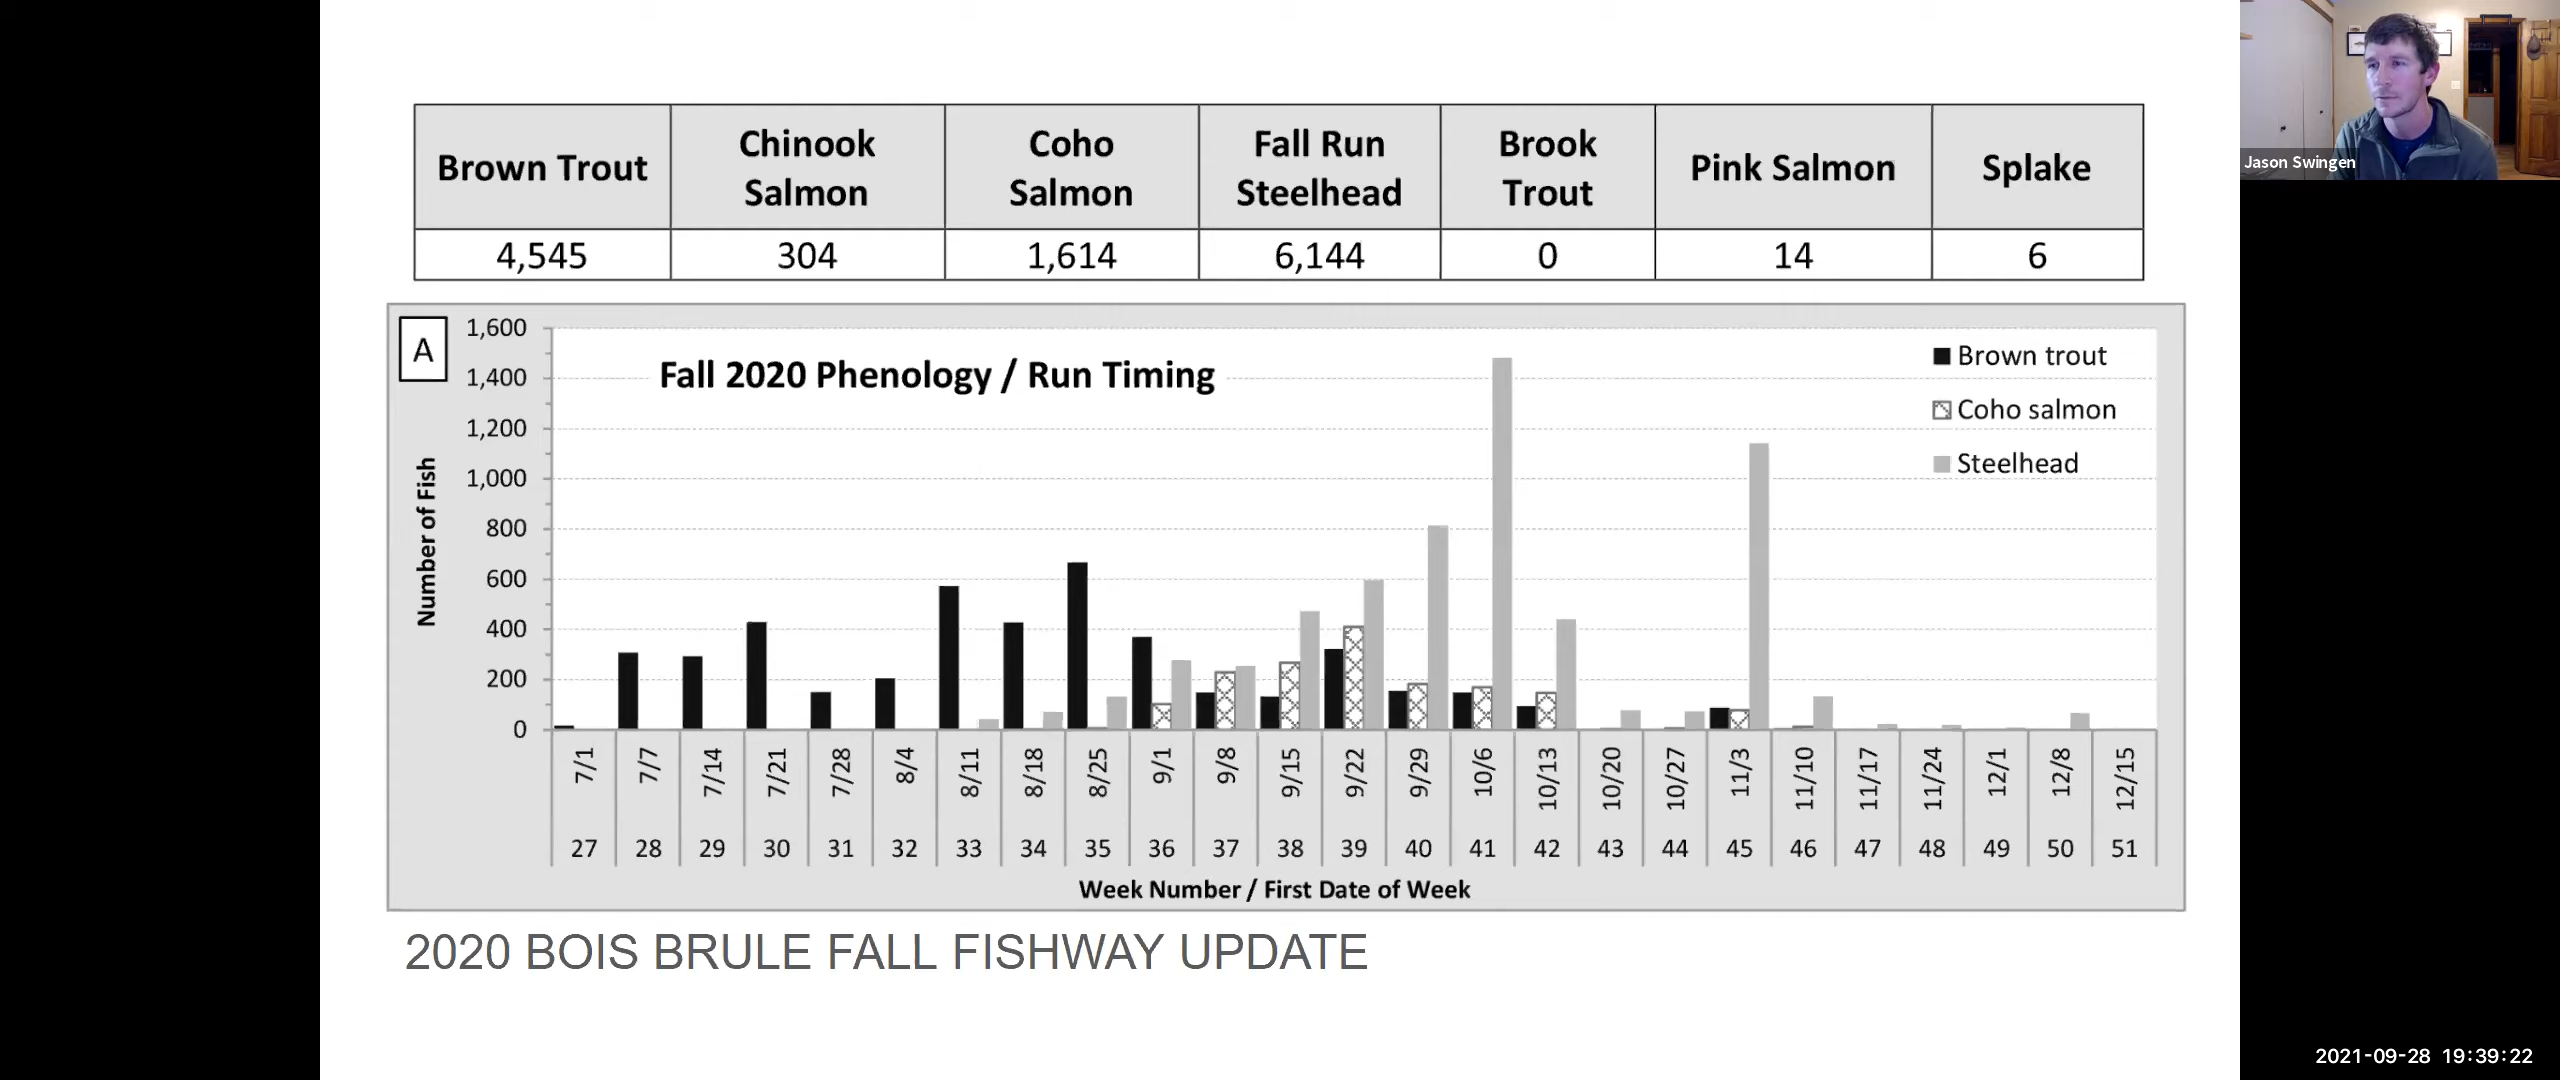 Jason Swingen
Brown Trout
Chinook
Salmon
Coho
Salmon
Fall Run
Steelhead
Brook
Trout
Pink Salmon
Splake
4,545
304
1,614
6,144
0
14
6
A
Fall 2020 Phenology / Run Timing
Brown trout
Coho salmon
Steelhead
Number of Fish
1,600
1,400
1,200
1,000
800
600
400
200
0
7/1
7/7
7/14
7/21
7/28
8/4
8/11
8/18
8/25
9/1
9/8
9/15
9/22
9/29
10/6
10/13
10/20
10/27
11/3
11/10
11/17
11/24
12/1
12/8
12/15
27 28 29 30 31 32 33 34 35 36 37 38 39 40 41 42 43 44 45 46 47 48 49 50 51
Week Number / First Date of Week
2020 BOIS BRULE FALL FISHWAY UPDATE
2021-09-28 19:39:22